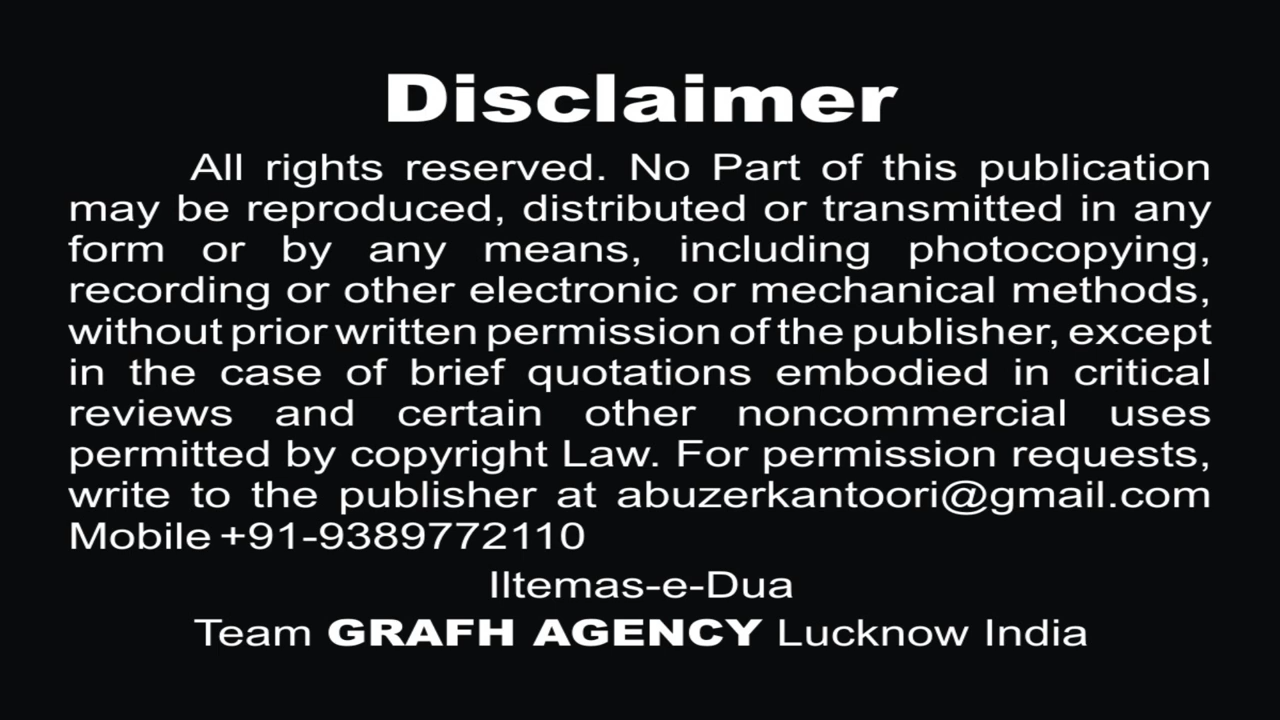 Disclaimer
All rights reserved. No Part of this publication
may be reproduced, distributed or transmitted in any
form or by any means, including photocopying,
recording or other electronic or mechanical methods,
without prior written permission of the publisher, except
in the case of brief quotations embodied in critical
reviews and certain other noncommercial uses
permitted by copyright Law. For permission requests,
write to the publisher at abuzerkantoori@gmail.com
Mobile +91-9389772110
IItemas-e-Dua
Team GRAFH AGENCY Lucknow India